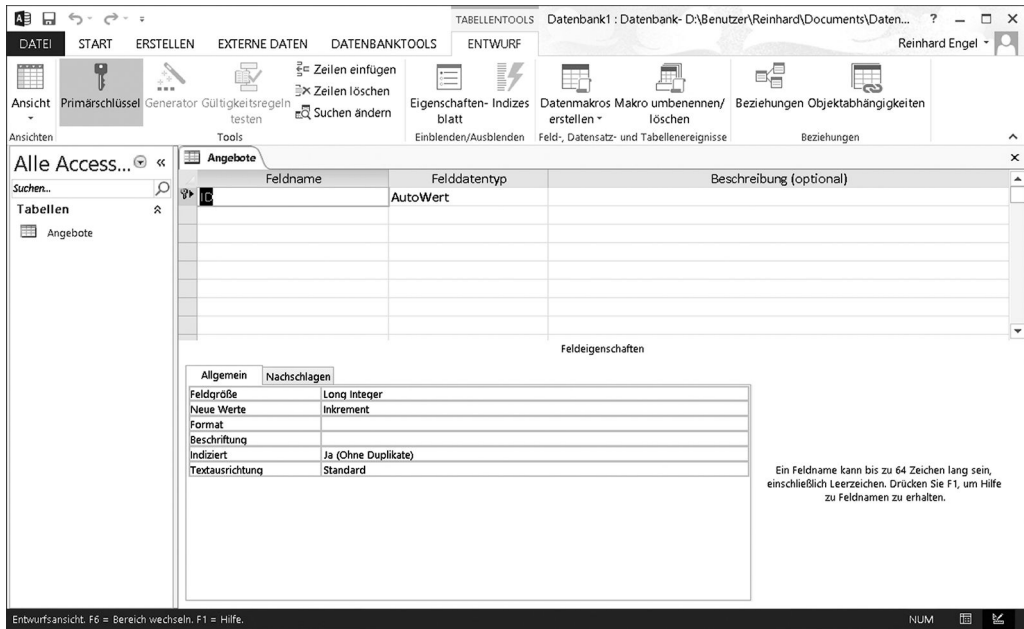 TABELLENTOOLS Datenbank1 : Datenbank- D:\Benutzer\Reinhard\Documents\Daten... ?
DATEI START ERSTELLEN EXTERNE DATEN DATENBANKTOOLS ENTWURF Reinhard Engel
Ansicht
Primärschlüssel
Generator
Gültigkeitsregeln testen
Zeilen einfügen
Zeilen löschen
Suchen ändern
Eigenschaften-
blatt
Indizes
Datenmakros
erstellen
Makro umbenennen/
löschen
Beziehungen
Objektabhängigkeiten
Ansichten Tools Einblenden/Ausblenden Feld-, Datensatz- und Tabellenereignisse Beziehungen
Alle Access...
Suchen...
Tabellen
Angebote
Angebote
Feldname Felddatentyp Beschreibung (optional)
ID AutoWert
Feldeigenschaften
Allgemein Nachschlagen
Feldgröße Long Integer
Neue Werte Inkrement
Format
Beschriftung
Indiziert Ja (Ohne Duplikate)
Textausrichtung Standard
Ein Feldname kann bis zu 64 Zeichen lang sein,
einschließlich Leerzeichen. Drücken Sie F1, um Hilfe
zu Feldnamen zu erhalten.
Entwurfsansicht. F6 = Bereich wechseln. F1 = Hilfe. NUM